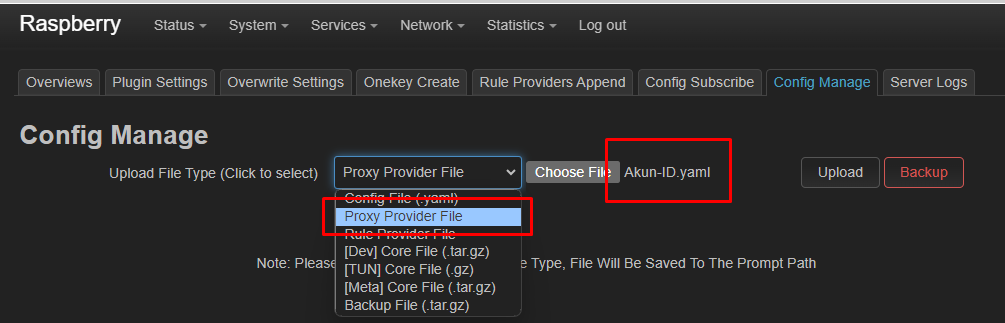 Raspberry Status System Services Network Statistics Log out
Overviews Plugin Settings Overwrite Settings Onekey Create Rule Providers Append Config Subscribe Config Manage Server Logs
Config Manage
Upload File Type (Click to select) Proxy Provider File Choose File Akun-ID.yaml Upload Backup
Config File (.yaml)
Proxy Provider File
Rule Provider File
[Dev] Core File (.tar.gz)
[TUN] Core File (.gz)
[Meta] Core File (.tar.gz)
Backup File (.tar.gz)
Note: Please e Type, File Will Be Saved To The Prompt Path